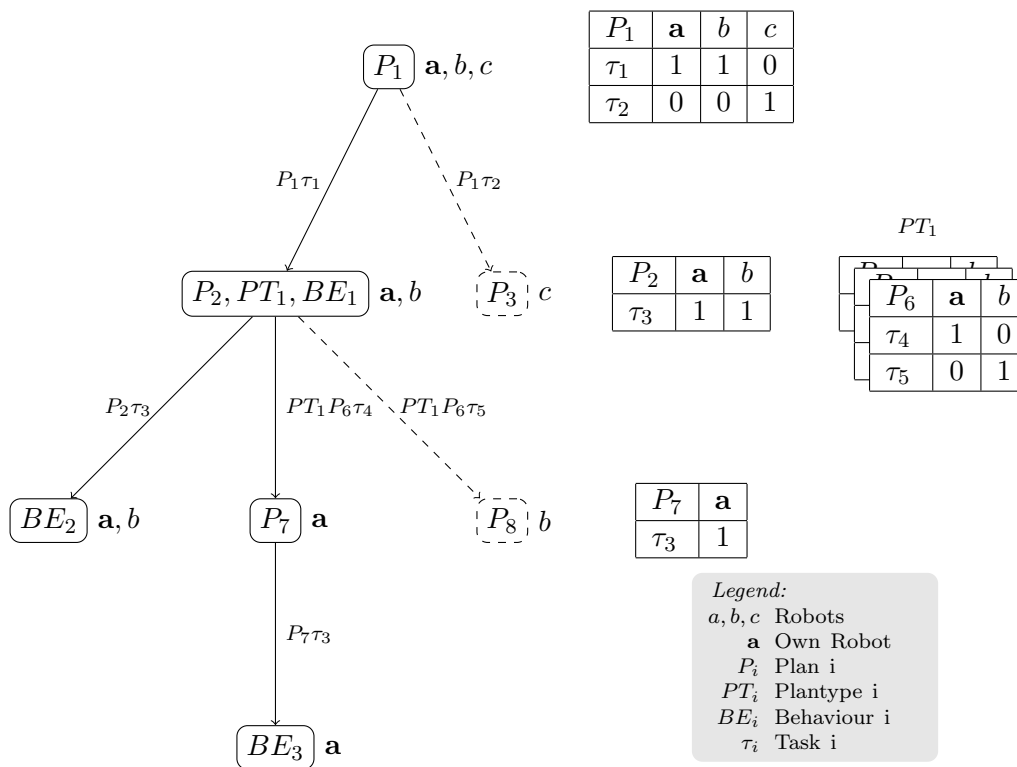 P₁ a, b, c
P₁ a b c
τ₁ 1 1 0
τ₂ 0 0 1
P₁τ₁
P₁τ₂
PT₁
P₂, PT₁, BE₁ a, b
P₃ c
P₂ a b
τ₃ 1 1
P₆ a b
τ₄ 1 0
τ₅ 0 1
P₂τ₃
PT₁P₆τ₄
PT₁P₆τ₅
BE₂ a, b
P₇ a
P₈ b
P₇ a
τ₃ 1
P₇τ₃
BE₃ a
Legend:
a, b, c Robots
a Own Robot
Pᵢ Plan i
PTᵢ Plantype i
BEᵢ Behaviour i
τᵢ Task i